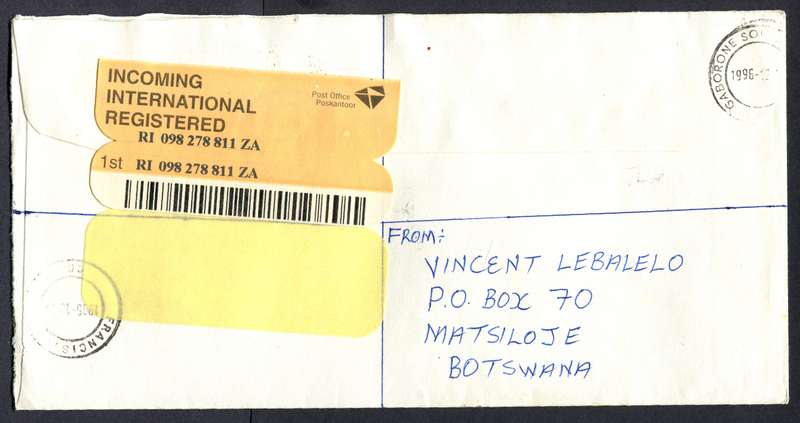 INCOMING
INTERNATIONAL
REGISTERED
Post Office
Poskantoor
RI 098 278 811 ZA
1st RI 098 278 811 ZA
GABORONE
1996-12
FROM:-
VINCENT LEBALELO
P.O. BOX 70
MATSILOJE
BOTSWANA